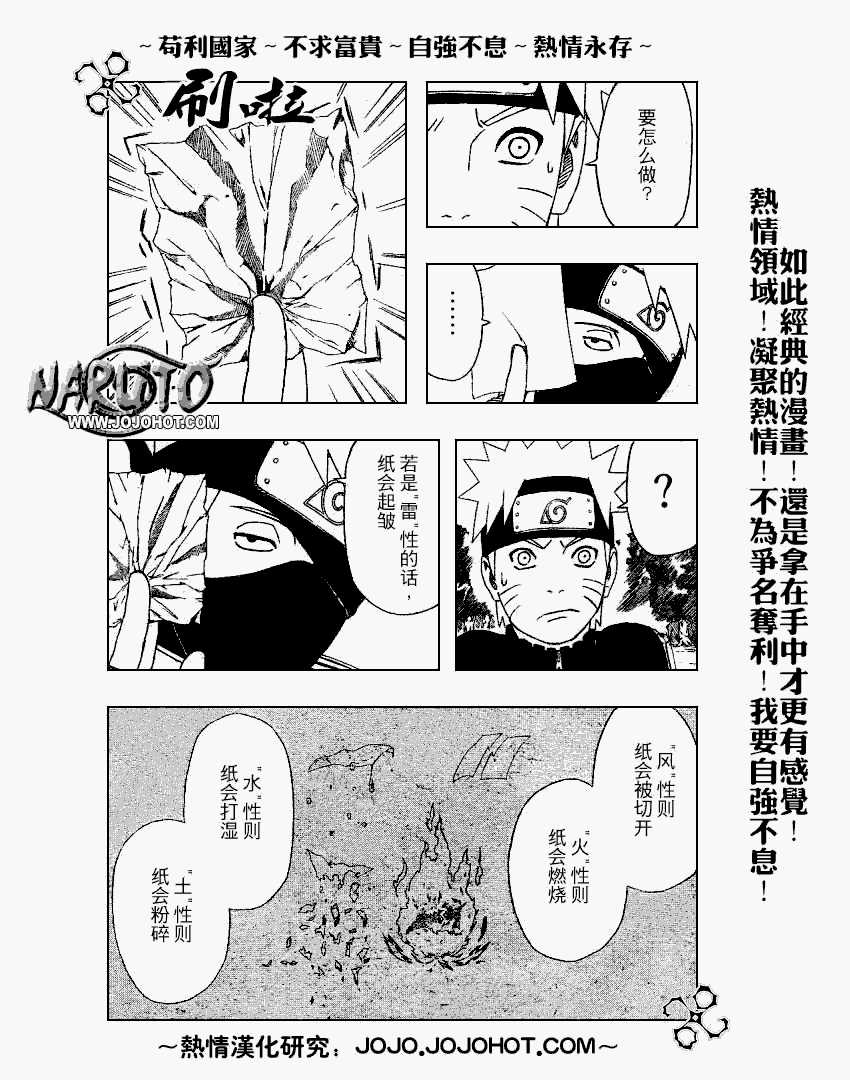 ~苟利國家~不求富貴~自強不息~熱情永存~
要怎么做？
……
刷啦
NARUTO
WWW.JOJOHOT.COM
？
若是"雷"性的话，
纸会起皱
"风"性则
纸会被切开
"火"性则
纸会燃烧
"水"性则
纸会打湿
"土"性则
纸会粉碎
如此經典的漫畫！還是拿在手中才更有感覺！
熱情領域！凝聚熱情！不為爭名奪利！我要自強不息！
~熱情漢化研究：JOJO.JOJOHOT.COM~